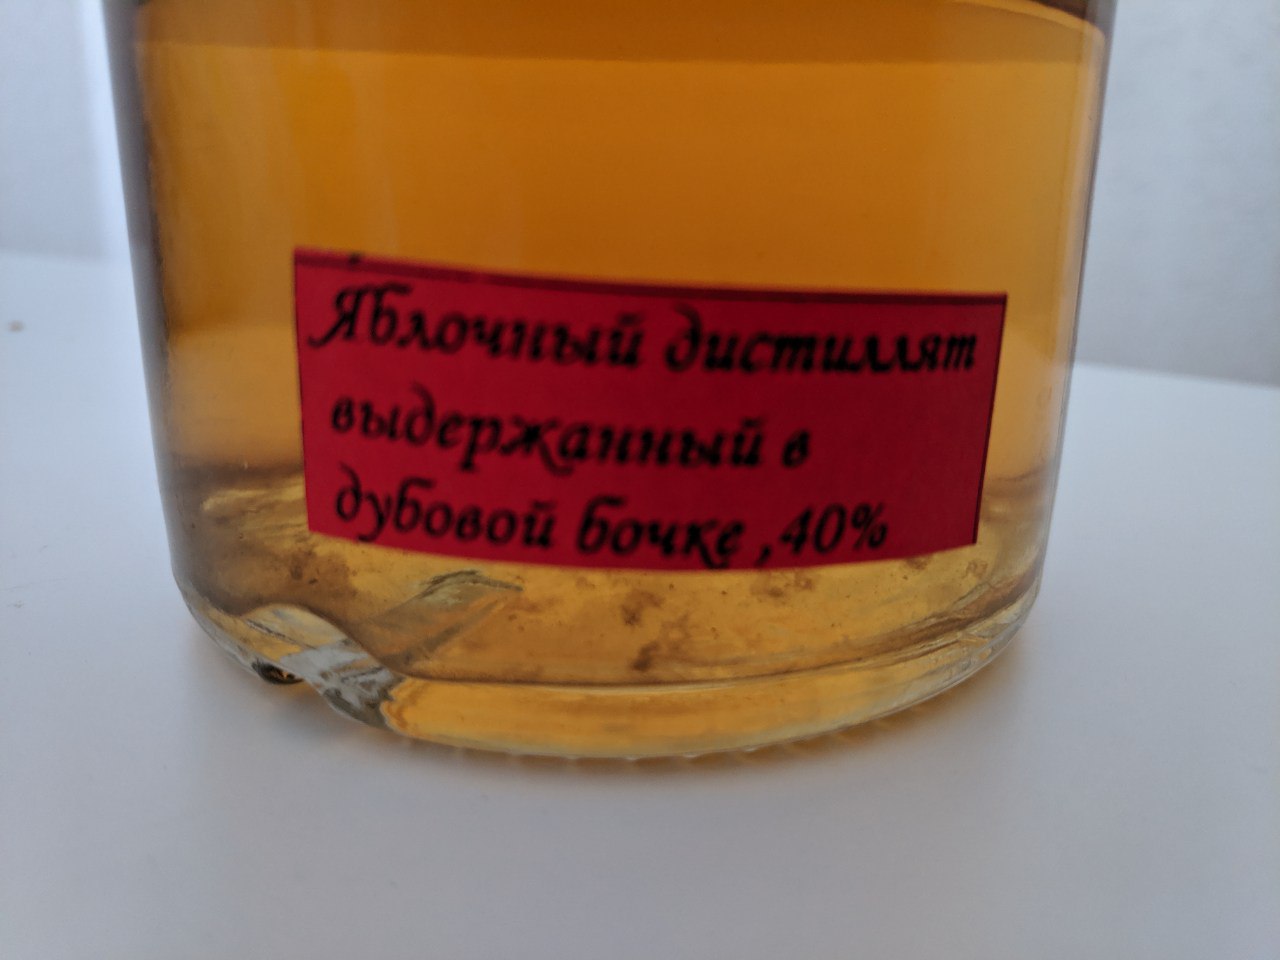 Яблочный дистиллят
выдержанный в
дубовой бочке ,40%